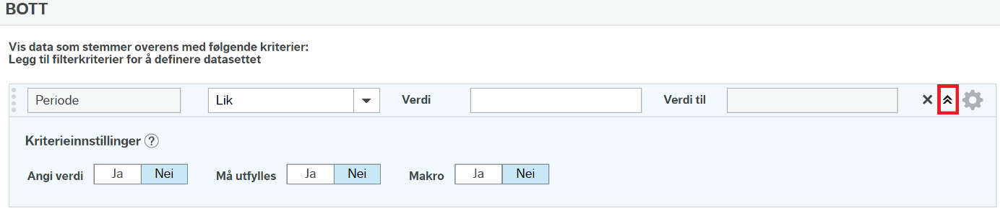 BOTT
Vis data som stemmer overens med følgende kriterier:
Legg til filterkriterier for å definere datasettet
Periode Lik Verdi Verdi til
Kriterieinnstillinger ?
Angi verdi Ja Nei Må utfylles Ja Nei Makro Ja Nei